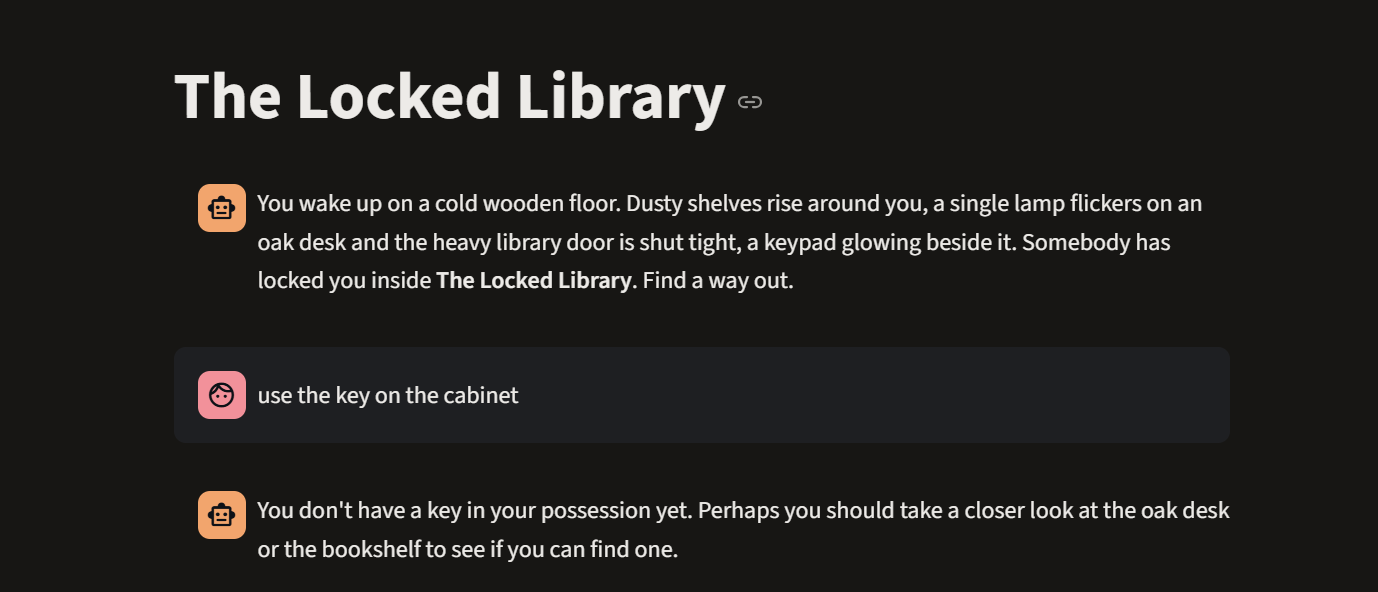 The Locked Library
You wake up on a cold wooden floor. Dusty shelves rise around you, a single lamp flickers on an
oak desk and the heavy library door is shut tight, a keypad glowing beside it. Somebody has
locked you inside The Locked Library. Find a way out.
use the key on the cabinet
You don't have a key in your possession yet. Perhaps you should take a closer look at the oak desk
or the bookshelf to see if you can find one.